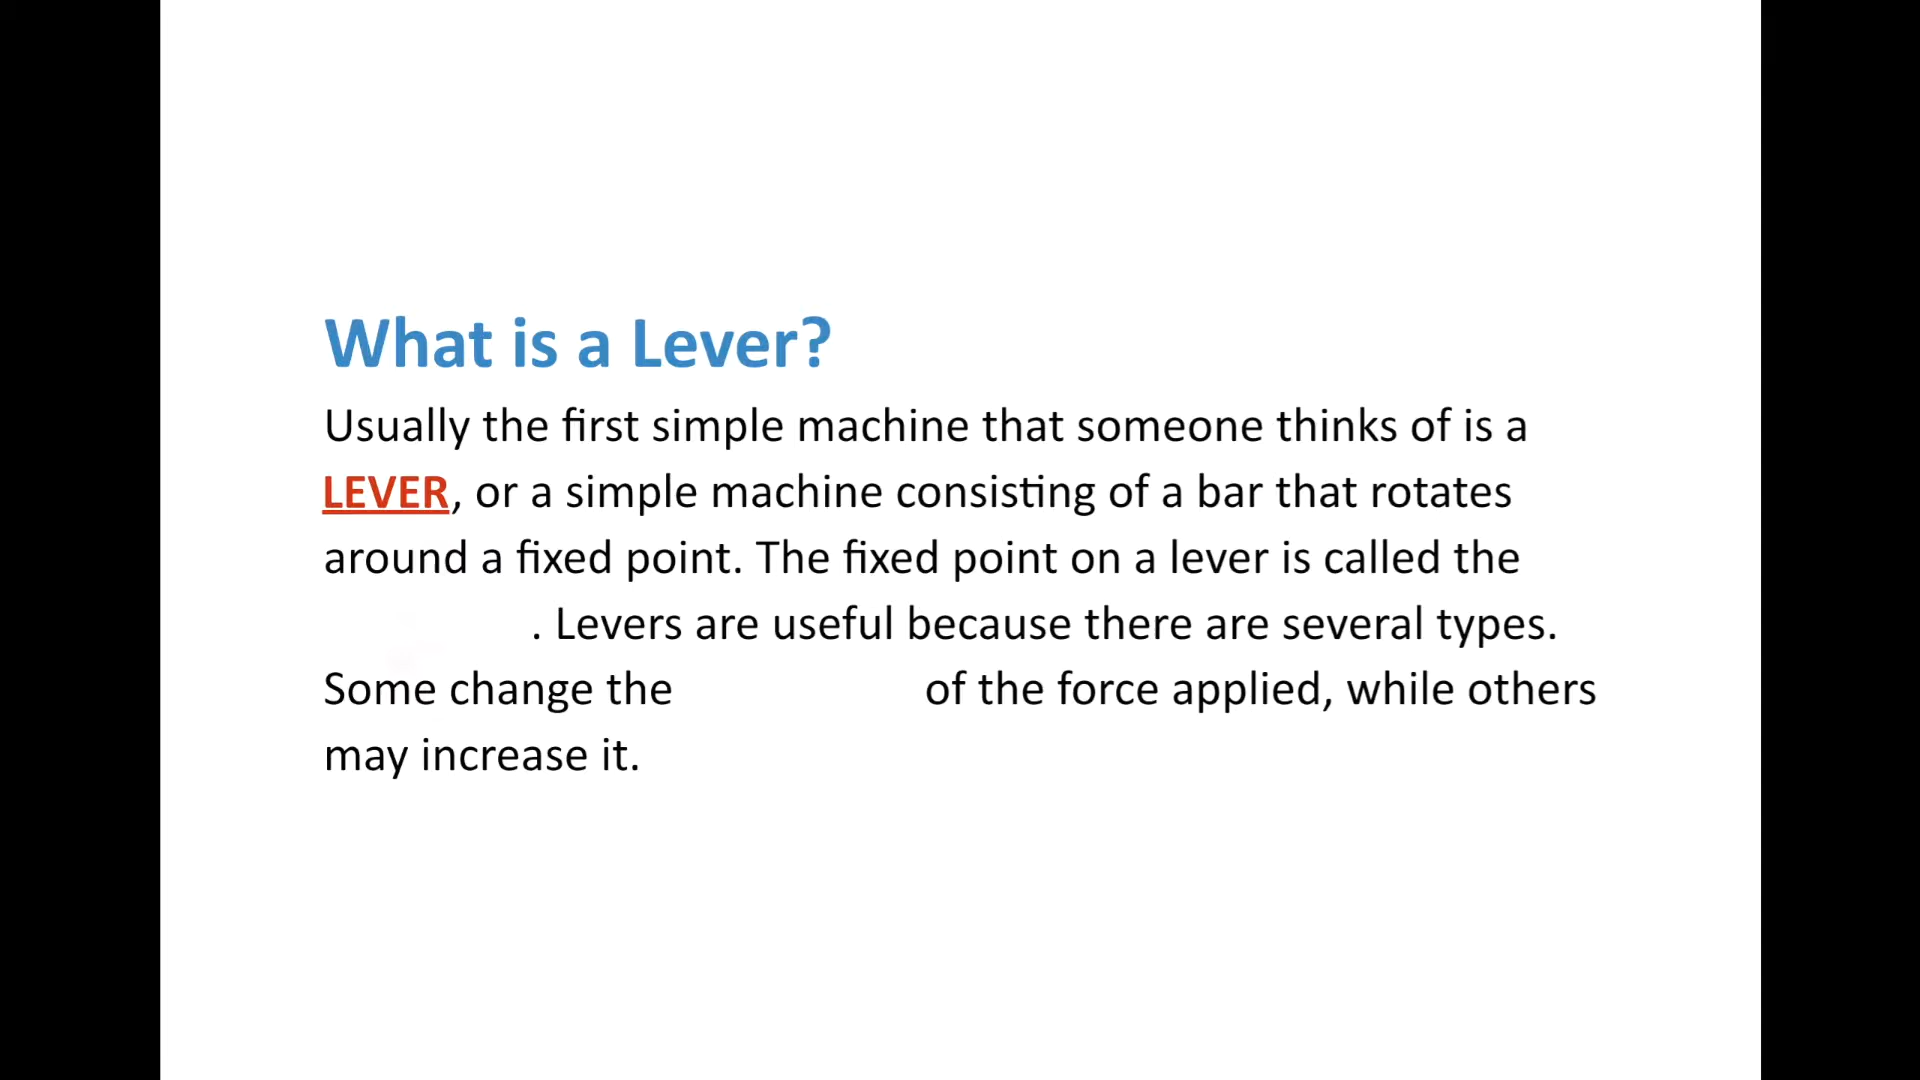 What is a Lever?
Usually the first simple machine that someone thinks of is a
LEVER, or a simple machine consisting of a bar that rotates
around a fixed point. The fixed point on a lever is called the
. Levers are useful because there are several types.
Some change the of the force applied, while others
may increase it.